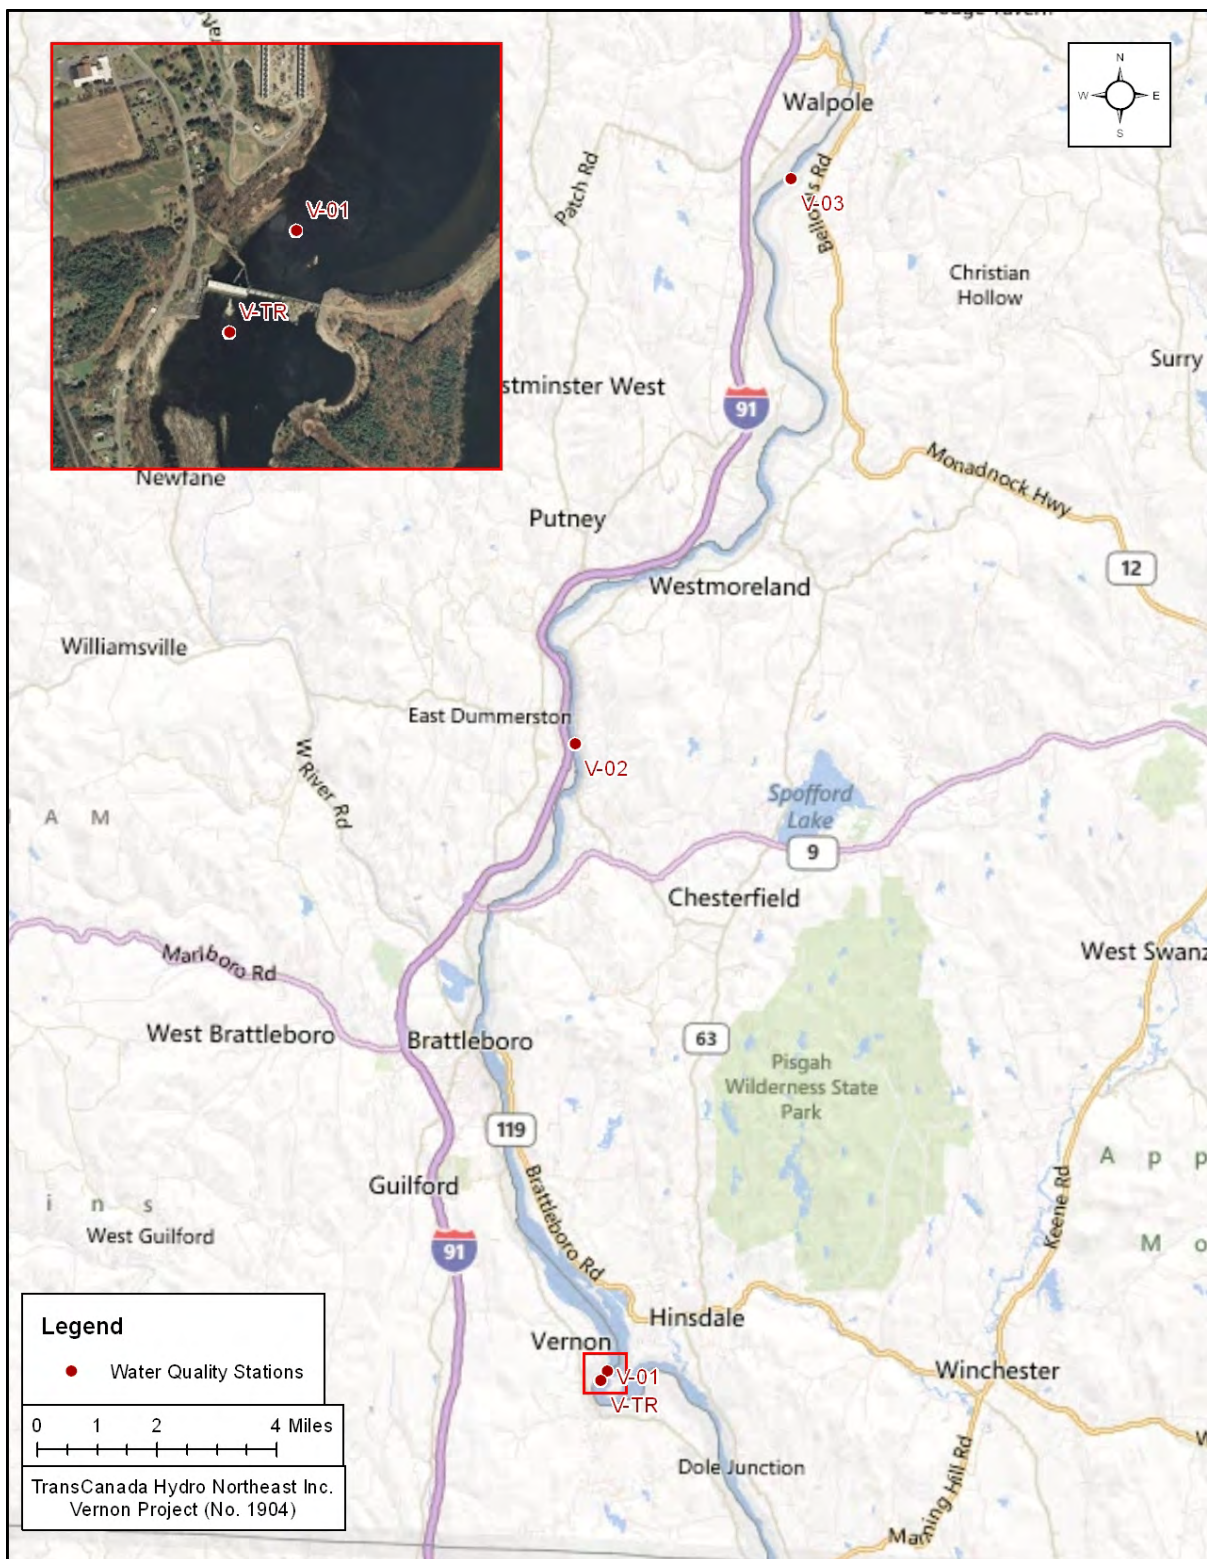 N
W E
S
Walpole
Patch Rd
V-01
V-03
Bellows Rd
V-TR
Christian
Hollow
Surry
stminster West
91
Monadnock Hwy
Newfane
Putney
12
Westmoreland
Williamsville
East Dummerston
V-02
W River Rd
Spofford
Lake
A M
9
Chesterfield
Marlboro Rd
West Swanz
West Brattleboro
Brattleboro
63
Pisgah
Wilderness State
Park
119
A p p
Guilford
Brattleboro Rd
Keene Rd
i n s
West Guilford
91
M o
Legend
Water Quality Stations
Hinsdale
Vernon
V-01
Winchester
V-TR
0 1 2 4 Miles
Dole Junction
Manning Hill Rd
W
TransCanada Hydro Northeast Inc.
Vernon Project (No. 1904)